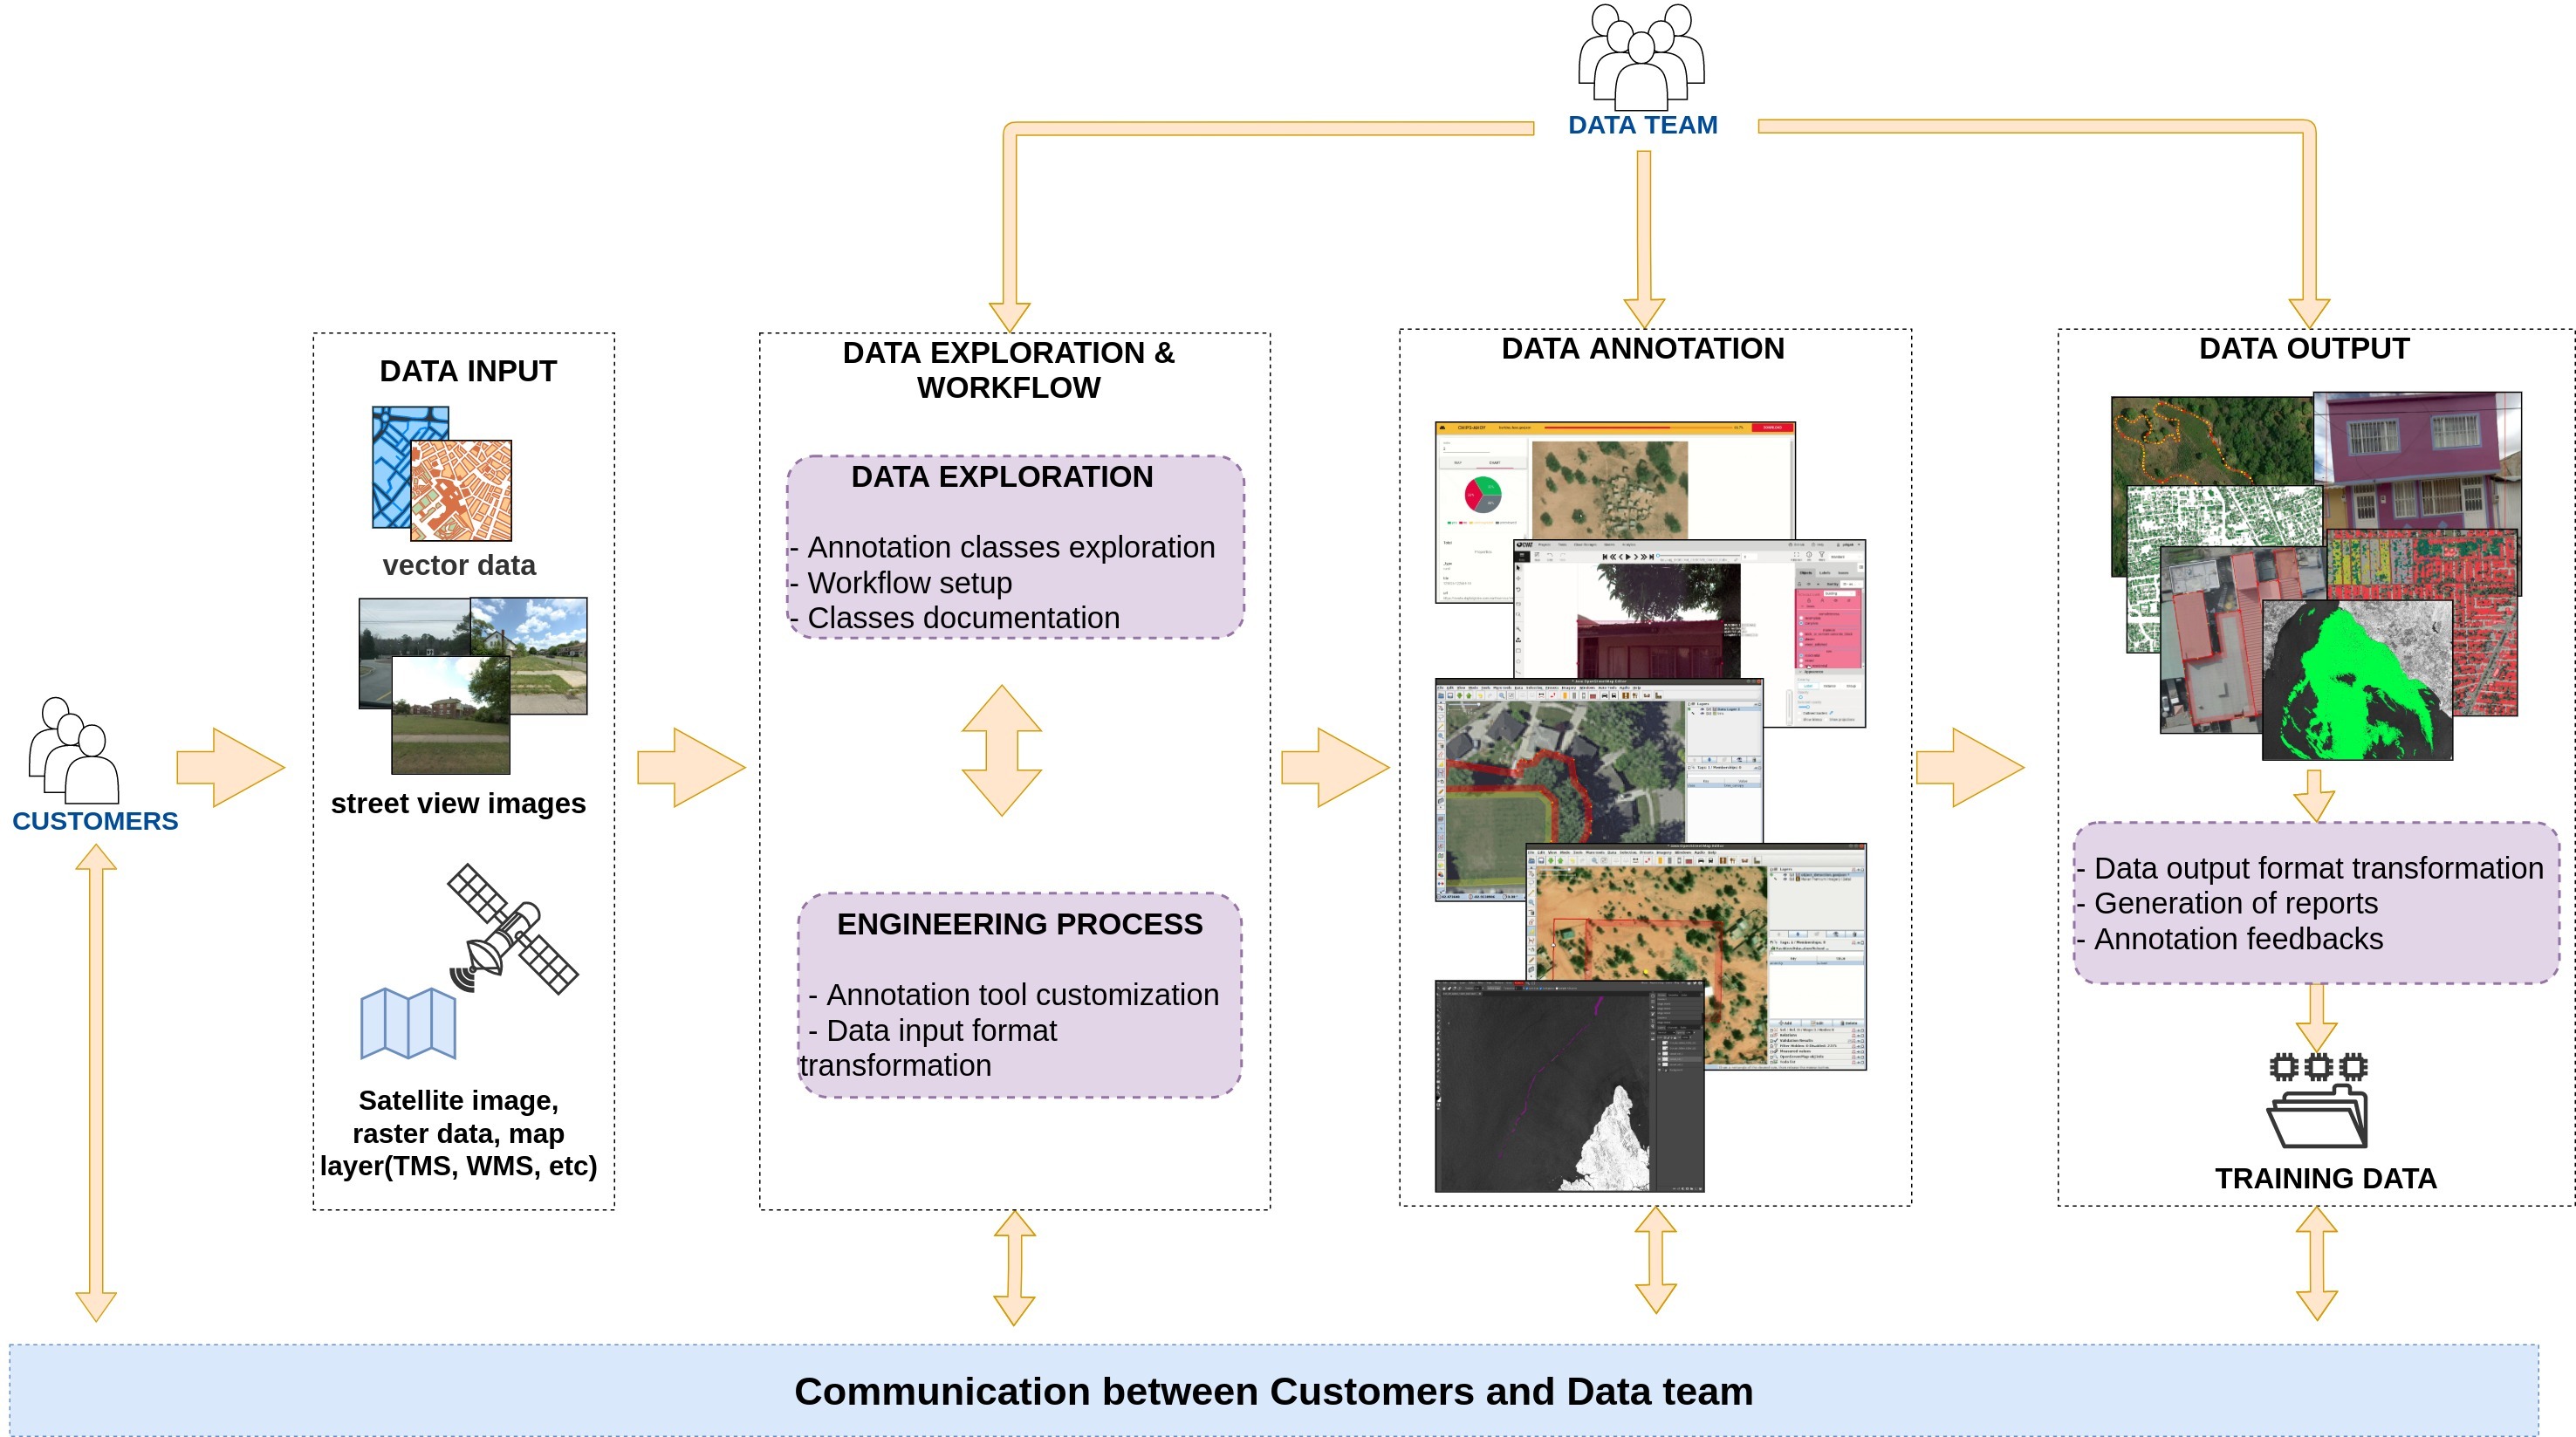 DATA TEAM
CUSTOMERS
DATA INPUT
vector data
street view images
Satellite image,
raster data, map
layer(TMS, WMS, etc)
DATA EXPLORATION &
WORKFLOW
DATA EXPLORATION
- Annotation classes exploration
- Workflow setup
- Classes documentation
ENGINEERING PROCESS
- Annotation tool customization
- Data input format
transformation
DATA ANNOTATION
DATA OUTPUT
- Data output format transformation
- Generation of reports
- Annotation feedbacks
TRAINING DATA
Communication between Customers and Data team